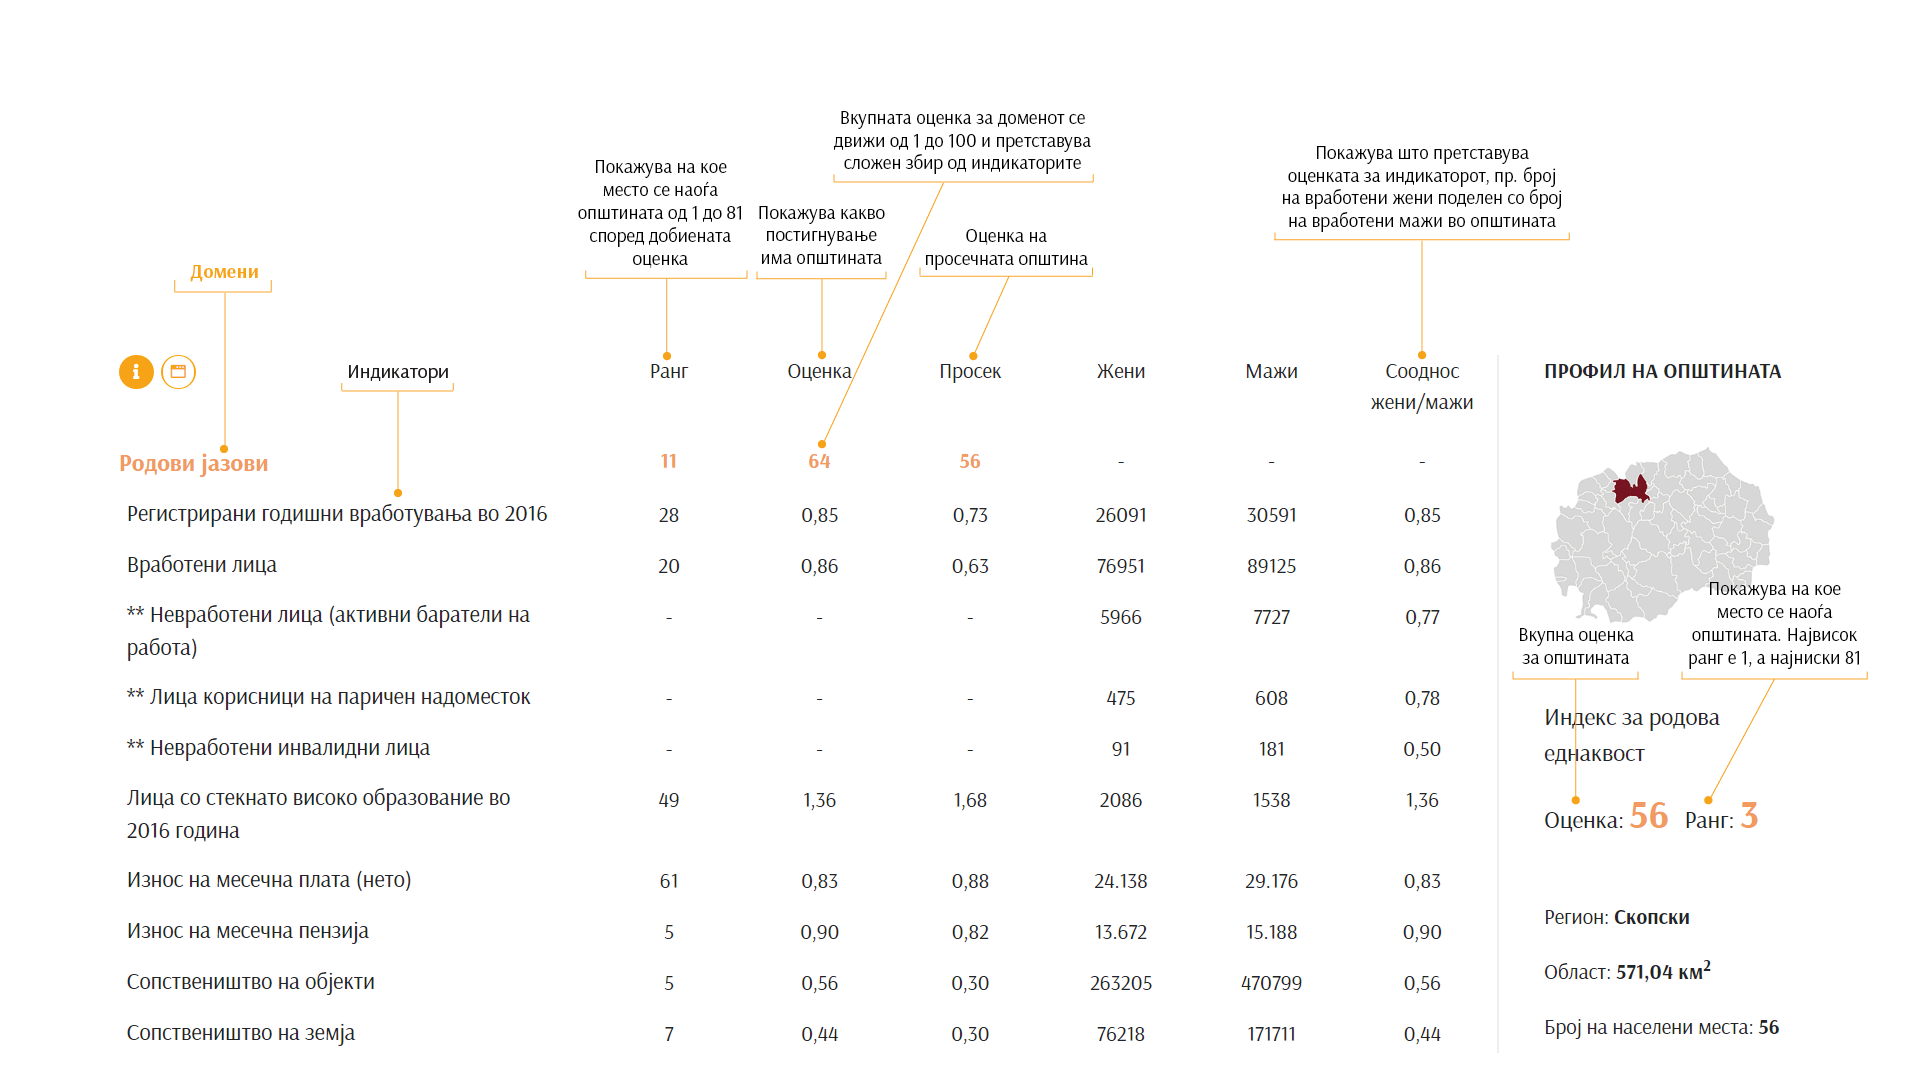 Вкупната оценка за доменот се
движи од 1 до 100 и претставува
сложен збир од индикаторите
Покажува на кое
место се наоѓа
општината од 1 до 81
според добиената
оценка
Покажува какво
постигнување
има општината
Оценка на
просечната општина
Покажува што претставува
оценката за индикаторот, пр. број
на вработени жени поделен со број
на вработени мажи во општината
Домени
Индикатори
Ранг Оценка Просек Жени Мажи Сооднос
жени/мажи
Родови јазови 11 64 56 - - -
Регистрирани годишни вработувања во 2016 28 0,85 0,73 26091 30591 0,85
Вработени лица 20 0,86 0,63 76951 89125 0,86
** Невработени лица (активни баратели на
работа) - - - 5966 7727 0,77
** Лица корисници на паричен надоместок - - - 475 608 0,78
** Невработени инвалидни лица - - - 91 181 0,50
Лица со стекнато високо образование во
2016 година 49 1,36 1,68 2086 1538 1,36
Износ на месечна плата (нето) 61 0,83 0,88 24.138 29.176 0,83
Износ на месечна пензија 5 0,90 0,82 13.672 15.188 0,90
Сопствеништво на објекти 5 0,56 0,30 263205 470799 0,56
Сопствеништво на земја 7 0,44 0,30 76218 171711 0,44
ПРОФИЛ НА ОПШТИНАТА
Покажува на кое
место се наоѓа
општината. Највисок
ранг е 1, а најниски 81
Вкупна оценка
за општината
Индекс за родова
еднаквост
Оценка: 56 Ранг: 3
Регион: Скопски
Област: 571,04 км²
Број на населени места: 56